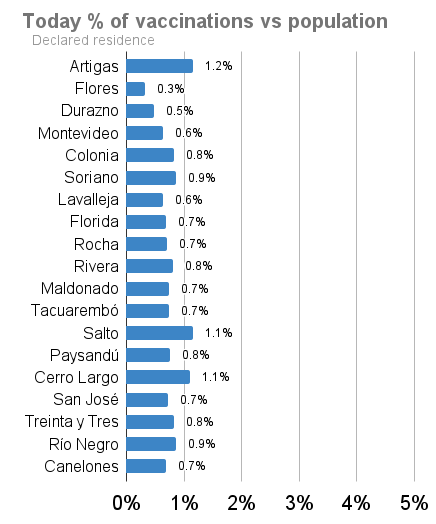 Today % of vaccinations vs population
Declared residence
Artigas 1.2%
Flores 0.3%
Durazno 0.5%
Montevideo 0.6%
Colonia 0.8%
Soriano 0.9%
Lavalleja 0.6%
Florida 0.7%
Rocha 0.7%
Rivera 0.8%
Maldonado 0.7%
Tacuarembó 0.7%
Salto 1.1%
Paysandú 0.8%
Cerro Largo 1.1%
San José 0.7%
Treinta y Tres 0.8%
Río Negro 0.9%
Canelones 0.7%
0% 1% 2% 3% 4% 5%